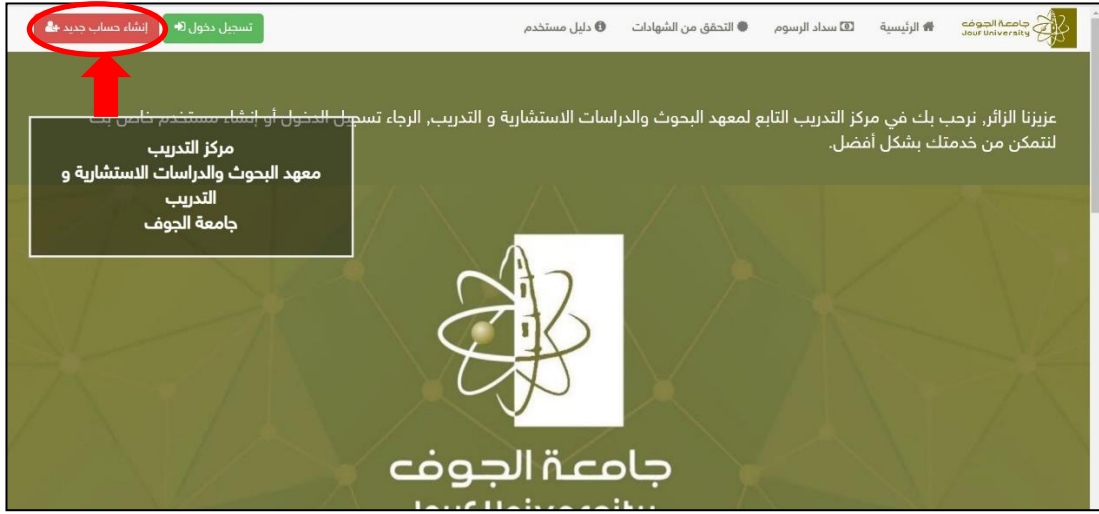 جامعة الجوف
Jouf University
الرئيسية
سداد الرسوم
التحقق من الشهادات
دليل مستخدم
تسجيل دخول
إنشاء حساب جديد
عزيزنا الزائر, نرحب بك في مركز التدريب التابع لمعهد البحوث والدراسات الاستشارية و التدريب, الرجاء تسجيل الدخول أو إنشاء مستخدم خاص بك
لنتمكن من خدمتك بشكل أفضل.
مركز التدريب
معهد البحوث والدراسات الاستشارية و
التدريب
جامعة الجوف
جامعة الجوف
Jouf University